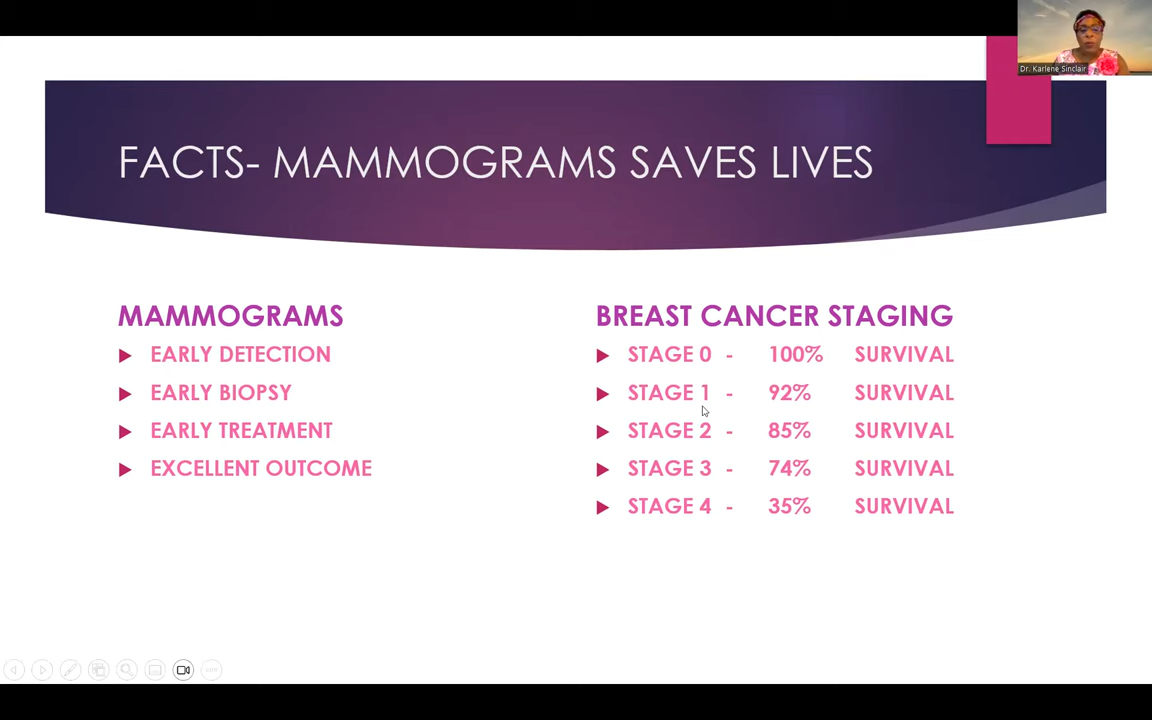 Dr. Karlene Sinclair
FACTS- MAMMOGRAMS SAVES LIVES
MAMMOGRAMS
EARLY DETECTION
EARLY BIOPSY
EARLY TREATMENT
EXCELLENT OUTCOME
BREAST CANCER STAGING
STAGE 0 - 100% SURVIVAL
STAGE 1 - 92% SURVIVAL
STAGE 2 - 85% SURVIVAL
STAGE 3 - 74% SURVIVAL
STAGE 4 - 35% SURVIVAL